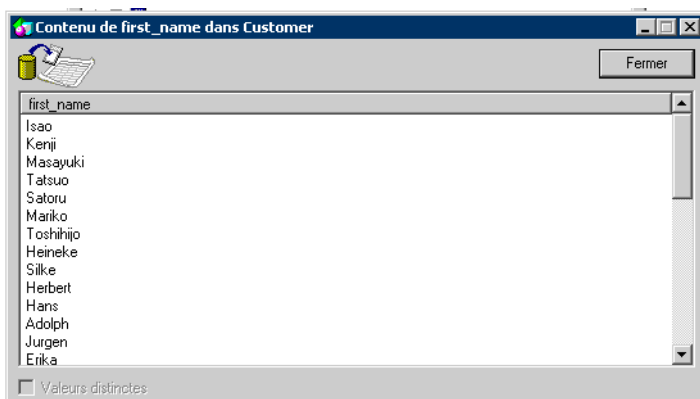 Contenu de first_name dans Customer
Fermer
first_name
Isao
Kenji
Masayuki
Tatsuo
Satoru
Mariko
Toshihijo
Heineke
Silke
Herbert
Hans
Adolph
Jurgen
Erika
Valeurs distinctes